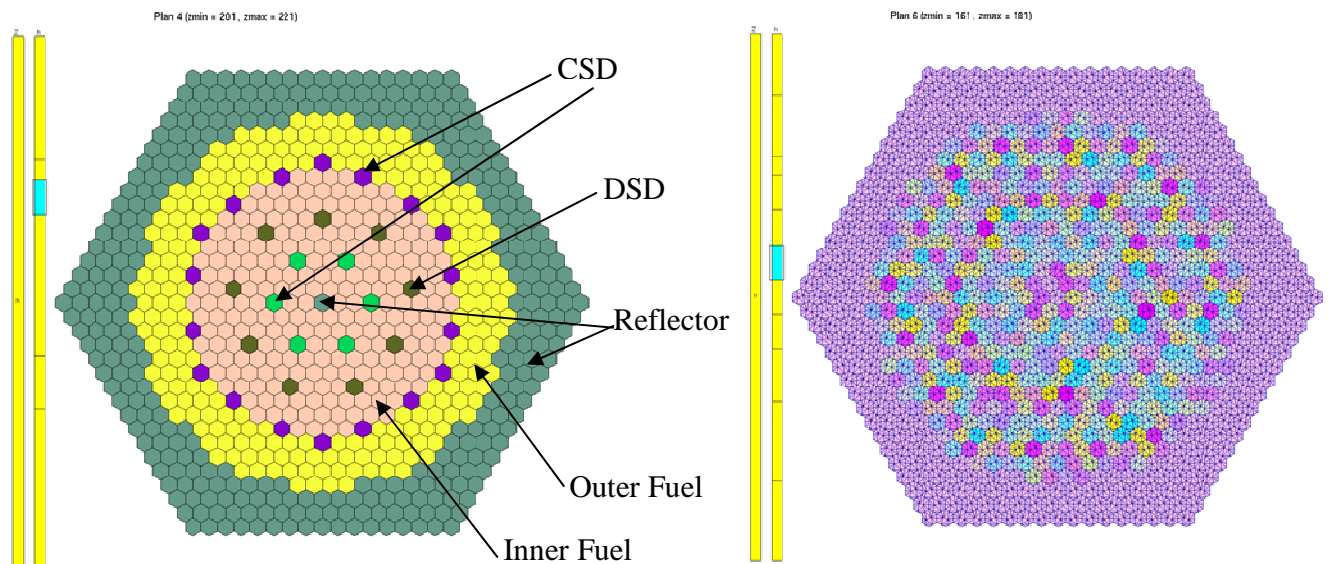 Plan 4 (zmin = 201, zmax = 221)
Plan 6 (zmin = 161, zmax = 181)
CSD
DSD
Reflector
Outer Fuel
Inner Fuel